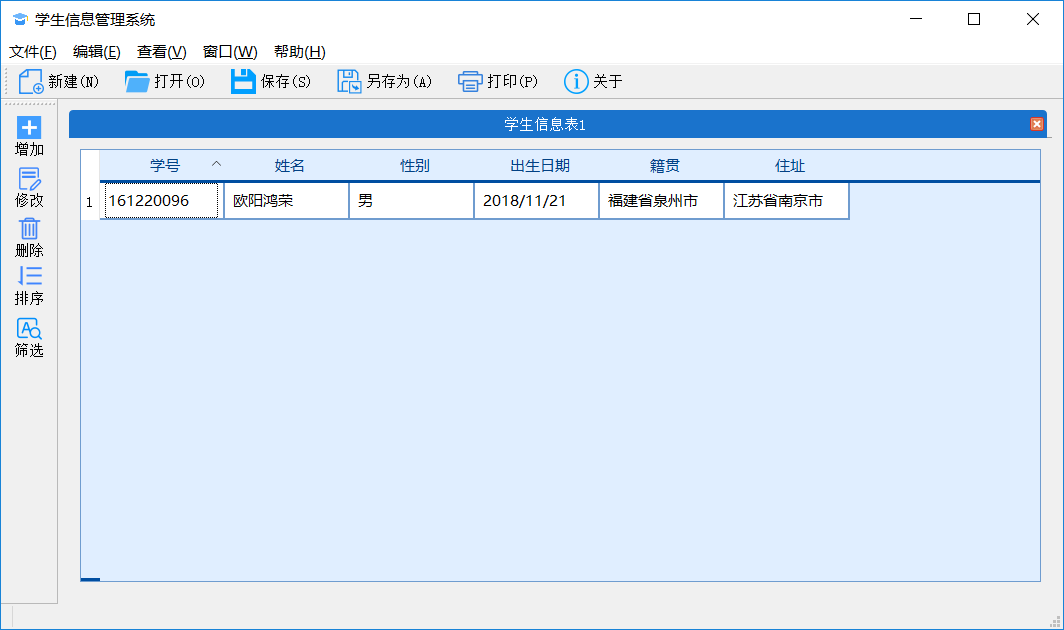 学生信息管理系统
文件(F) 编辑(E) 查看(V) 窗口(W) 帮助(H)
新建(N) 打开(O) 保存(S) 另存为(A) 打印(P) 关于
增加
修改
删除
排序
筛选
学生信息表1
学号 姓名 性别 出生日期 籍贯 住址
1 161220096 欧阳鸿荣 男 2018/11/21 福建省泉州市 江苏省南京市